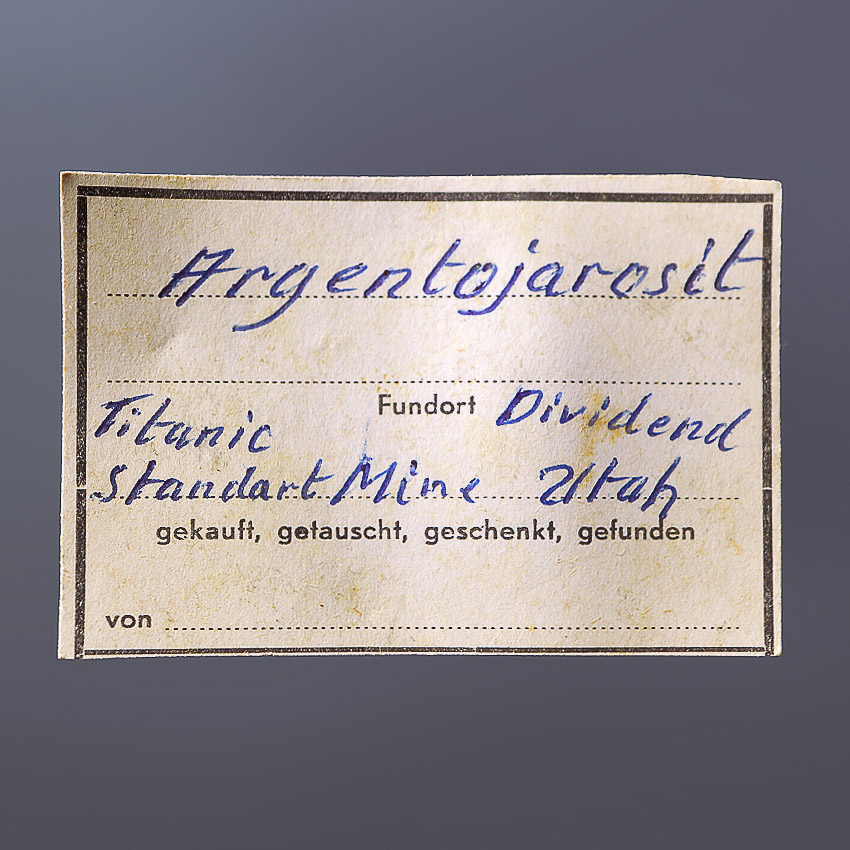 Argentojarosit
Titanic Fundort Dividend
Standart Mine Utah
gekauft, getauscht, geschenkt, gefunden
von